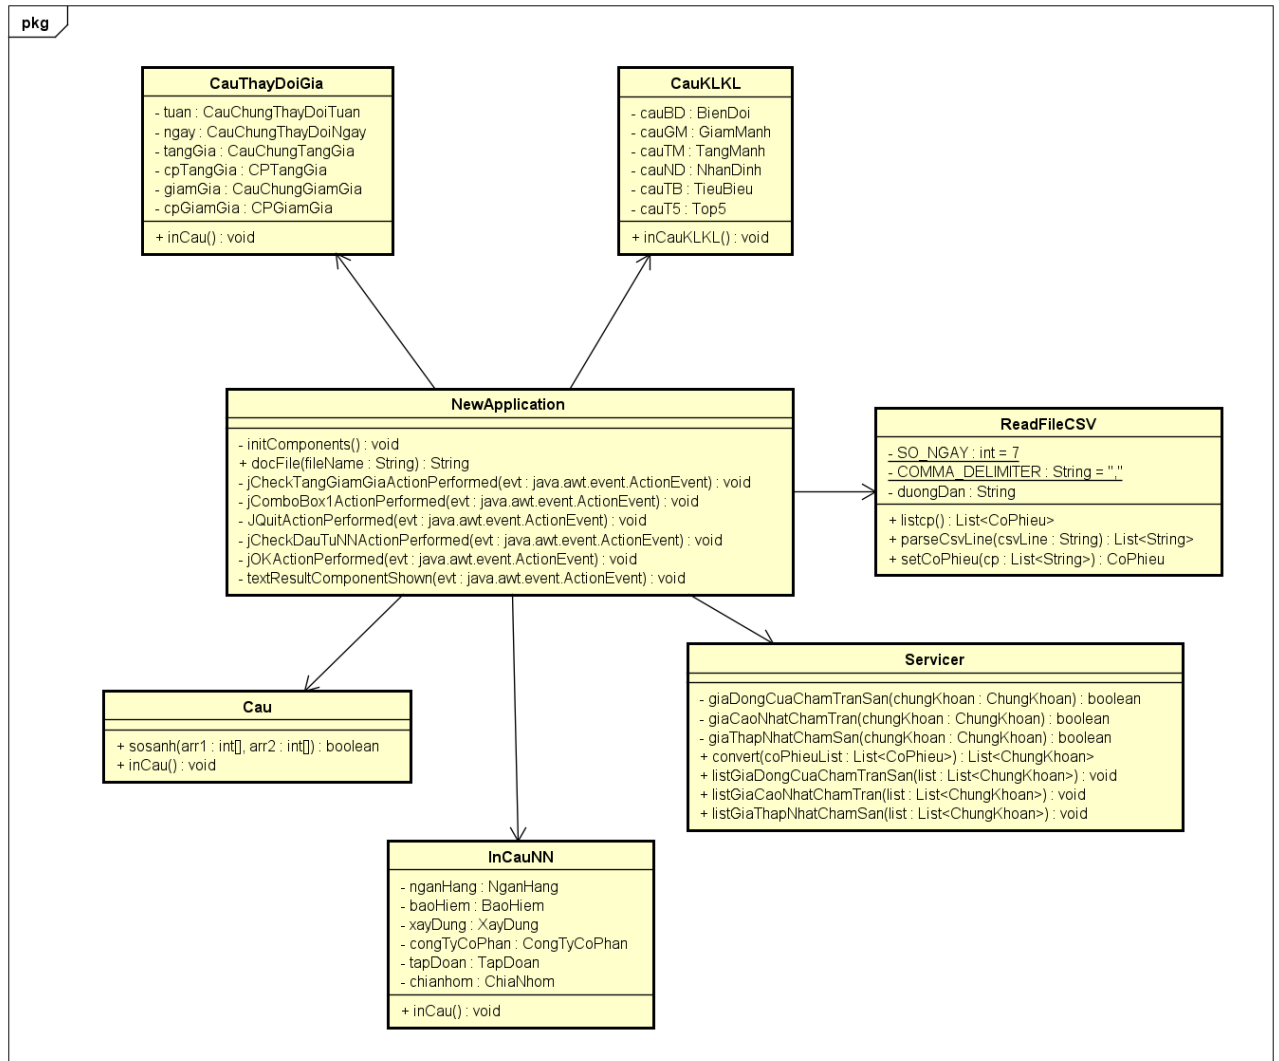 pkg
CauThayDoiGia
- tuan : CauChungThayDoiTuan
- ngay : CauChungThayDoiNgay
- tangGia : CauChungTangGia
- cpTangGia : CPTangGia
- giamGia : CauChungGiamGia
- cpGiamGia : CPGiamGia
+ inCau() : void
CauKLKL
- cauBD : BienDoi
- cauGM : GiamManh
- cauTM : TangManh
- cauND : NhanDinh
- cauTB : TieuBieu
- cauT5 : Top5
+ inCauKLKL() : void
NewApplication
- initComponents() : void
+ docFile(fileName : String) : String
- jCheckTangGiamGiaActionPerformed(evt : java.awt.event.ActionEvent) : void
- jComboBox1ActionPerformed(evt : java.awt.event.ActionEvent) : void
- JQuitActionPerformed(evt : java.awt.event.ActionEvent) : void
- jCheckDauTuNNActionPerformed(evt : java.awt.event.ActionEvent) : void
- jOKActionPerformed(evt : java.awt.event.ActionEvent) : void
- textResultComponentShown(evt : java.awt.event.ActionEvent) : void
ReadFileCSV
- SO_NGAY : int = 7
- COMMA_DELIMITER : String = ","
- duongDan : String
+ listcp() : List<CoPhieu>
+ parseCsvLine(csvLine : String) : List<String>
+ setCoPhieu(cp : List<String>) : CoPhieu
Servicer
- giaDongCuaChamTranSan(chungKhoan : ChungKhoan) : boolean
- giaCaoNhatChamTran(chungKhoan : ChungKhoan) : boolean
- giaThapNhatChamSan(chungKhoan : ChungKhoan) : boolean
+ convert(coPhieuList : List<CoPhieu>) : List<ChungKhoan>
+ listGiaDongCuaChamTranSan(list : List<ChungKhoan>) : void
+ listGiaCaoNhatChamTran(list : List<ChungKhoan>) : void
+ listGiaThapNhatChamSan(list : List<ChungKhoan>) : void
Cau
+ sosanh(arr1 : int[], arr2 : int[]) : boolean
+ inCau() : void
InCauNN
- nganHang : NganHang
- baoHiem : BaoHiem
- xayDung : XayDung
- congTyCoPhan : CongTyCoPhan
- tapDoan : TapDoan
- chianhom : ChiaNhom
+ inCau() : void